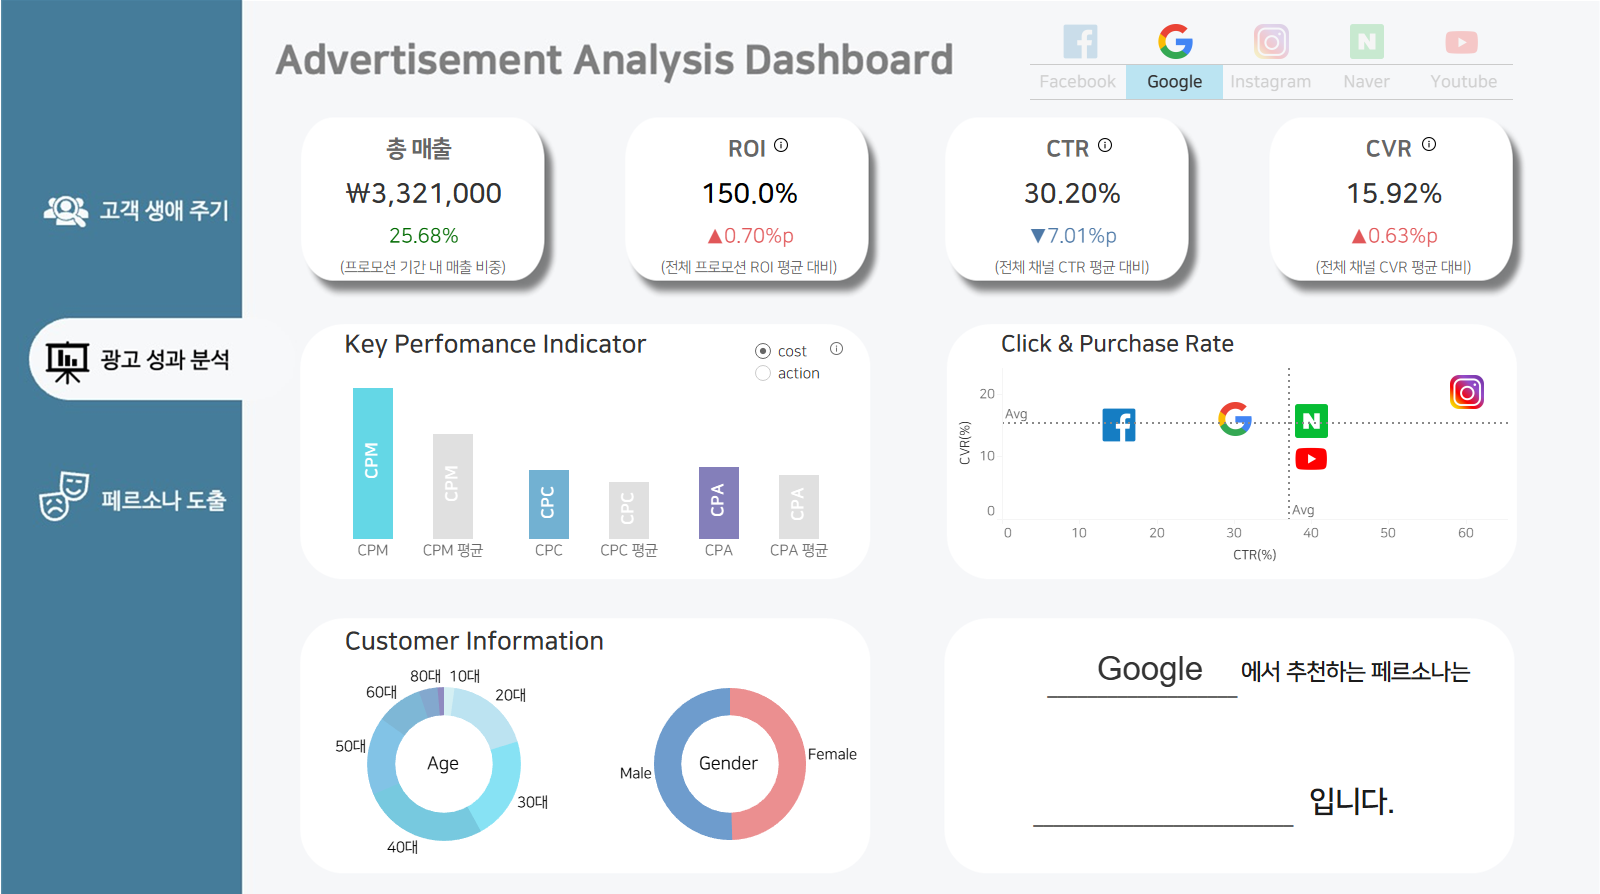 Advertisement Analysis Dashboard
Facebook
Google
Instagram
Naver
Youtube
고객 생애 주기
광고 성과 분석
페르소나 도출
총 매출
₩3,321,000
25.68%
(프로모션 기간 내 매출 비중)
ROI
150.0%
▲0.70%p
(전체 프로모션 ROI 평균 대비)
CTR
30.20%
▼7.01%p
(전체 채널 CTR 평균 대비)
CVR
15.92%
▲0.63%p
(전체 채널 CVR 평균 대비)
Key Perfomance Indicator
cost
action
CPM
CPM
CPC
CPC
CPA
CPA
CPM
CPM 평균
CPC
CPC 평균
CPA
CPA 평균
Click & Purchase Rate
CVR(%)
20
10
0
Avg
Avg
0
10
20
30
40
50
60
CTR(%)
Customer Information
80대
10대
60대
20대
50대
Age
30대
40대
Male
Gender
Female
Google 에서 추천하는 페르소나는
입니다.